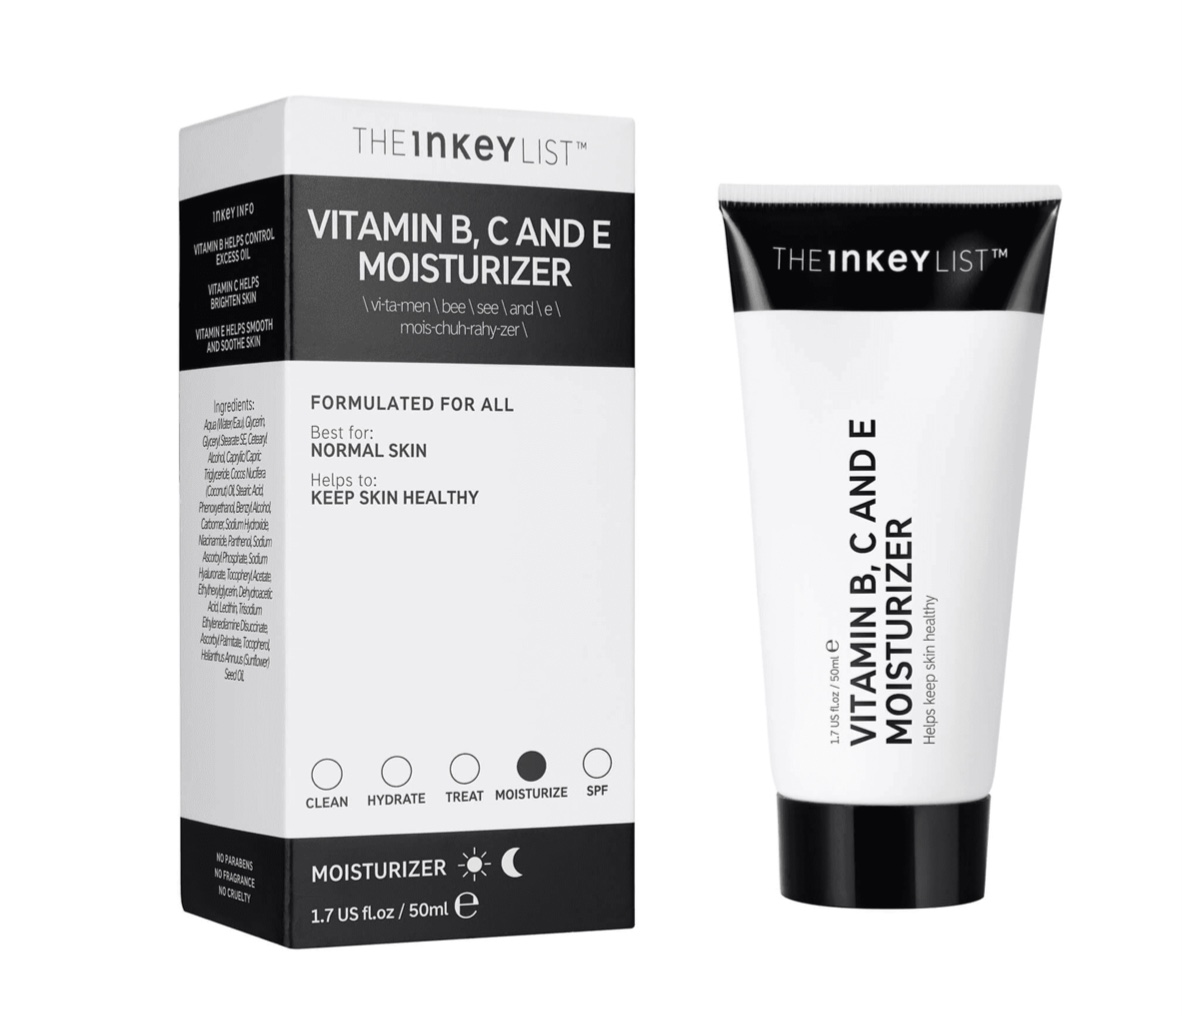 THE INKEY LIST™
VITAMIN B, C AND E
MOISTURIZER
\ vi-ta-men \ bee \ see \ and \ e \
mois-chuh-rahy-zer \
INKEY INFO
VITAMIN B HELPS CONTROL
EXCESS OIL
VITAMIN C HELPS
BRIGHTEN SKIN
VITAMIN E HELPS SMOOTH
AND SOOTHE SKIN
Ingredients:
Aqua (Water/Eau), Glycerin,
Glyceryl Stearate SE, Cetearyl
Alcohol, Caprylic/Capric
Triglyceride, Cocos Nucifera
(Coconut) Oil, Stearic Acid,
Phenoxyethanol, Benzyl Alcohol,
Carbomer, Sodium Hydroxide,
Niacinamide, Panthenol, Sodium
Ascorbyl Phosphate, Sodium
Hyaluronate, Tocopheryl Acetate,
Ethylhexylglycerin, Dehydroacetic
Acid, Lecithin, Trisodium
Ethylenediamine Disuccinate,
Ascorbyl Palmitate, Tocopherol,
Helianthus Annuus (Sunflower)
Seed Oil.
NO PARABENS
NO FRAGRANCE
NO CRUELTY
FORMULATED FOR ALL
Best for:
NORMAL SKIN
Helps to:
KEEP SKIN HEALTHY
CLEAN HYDRATE TREAT MOISTURIZE SPF
MOISTURIZER
1.7 US fl.oz / 50ml ℮
THE INKEY LIST™
1.7 US fl.oz / 50ml ℮
VITAMIN B, C AND E
MOISTURIZER
Helps keep skin healthy